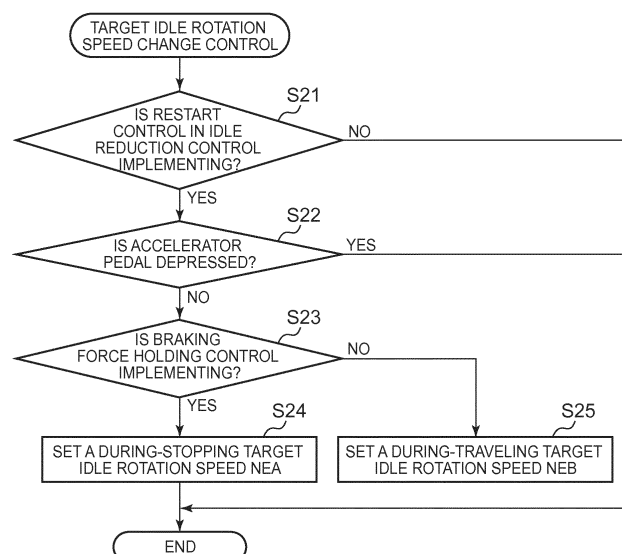 TARGET IDLE ROTATION
SPEED CHANGE CONTROL
S21
IS RESTART
CONTROL IN IDLE
REDUCTION CONTROL
IMPLEMENTING?
NO
YES
S22
IS ACCELERATOR
PEDAL DEPRESSED?
YES
NO
S23
IS BRAKING
FORCE HOLDING CONTROL
IMPLEMENTING?
NO
YES
S24
SET A DURING-STOPPING TARGET
IDLE ROTATION SPEED NEA
S25
SET A DURING-TRAVELING TARGET
IDLE ROTATION SPEED NEB
END